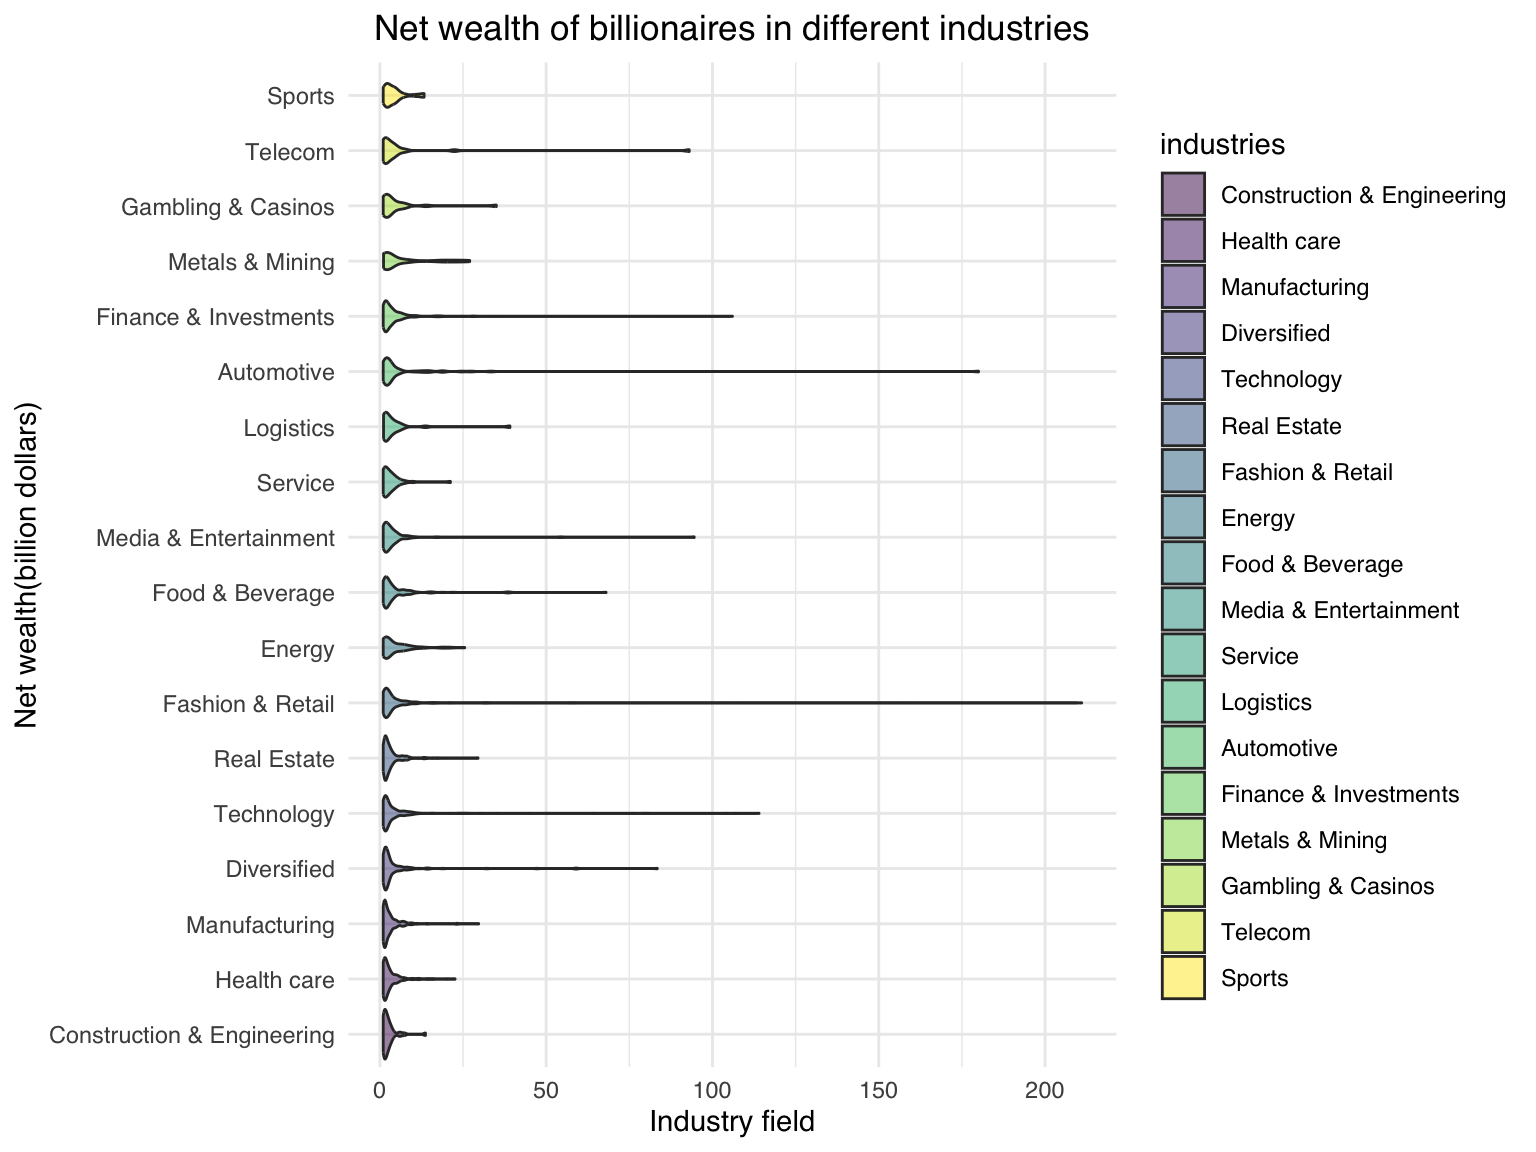 Net wealth of billionaires in different industries
Net wealth(billion dollars)
Sports
Telecom
Gambling & Casinos
Metals & Mining
Finance & Investments
Automotive
Logistics
Service
Media & Entertainment
Food & Beverage
Energy
Fashion & Retail
Real Estate
Technology
Diversified
Manufacturing
Health care
Construction & Engineering
0 50 100 150 200
Industry field
industries
Construction & Engineering
Health care
Manufacturing
Diversified
Technology
Real Estate
Fashion & Retail
Energy
Food & Beverage
Media & Entertainment
Service
Logistics
Automotive
Finance & Investments
Metals & Mining
Gambling & Casinos
Telecom
Sports